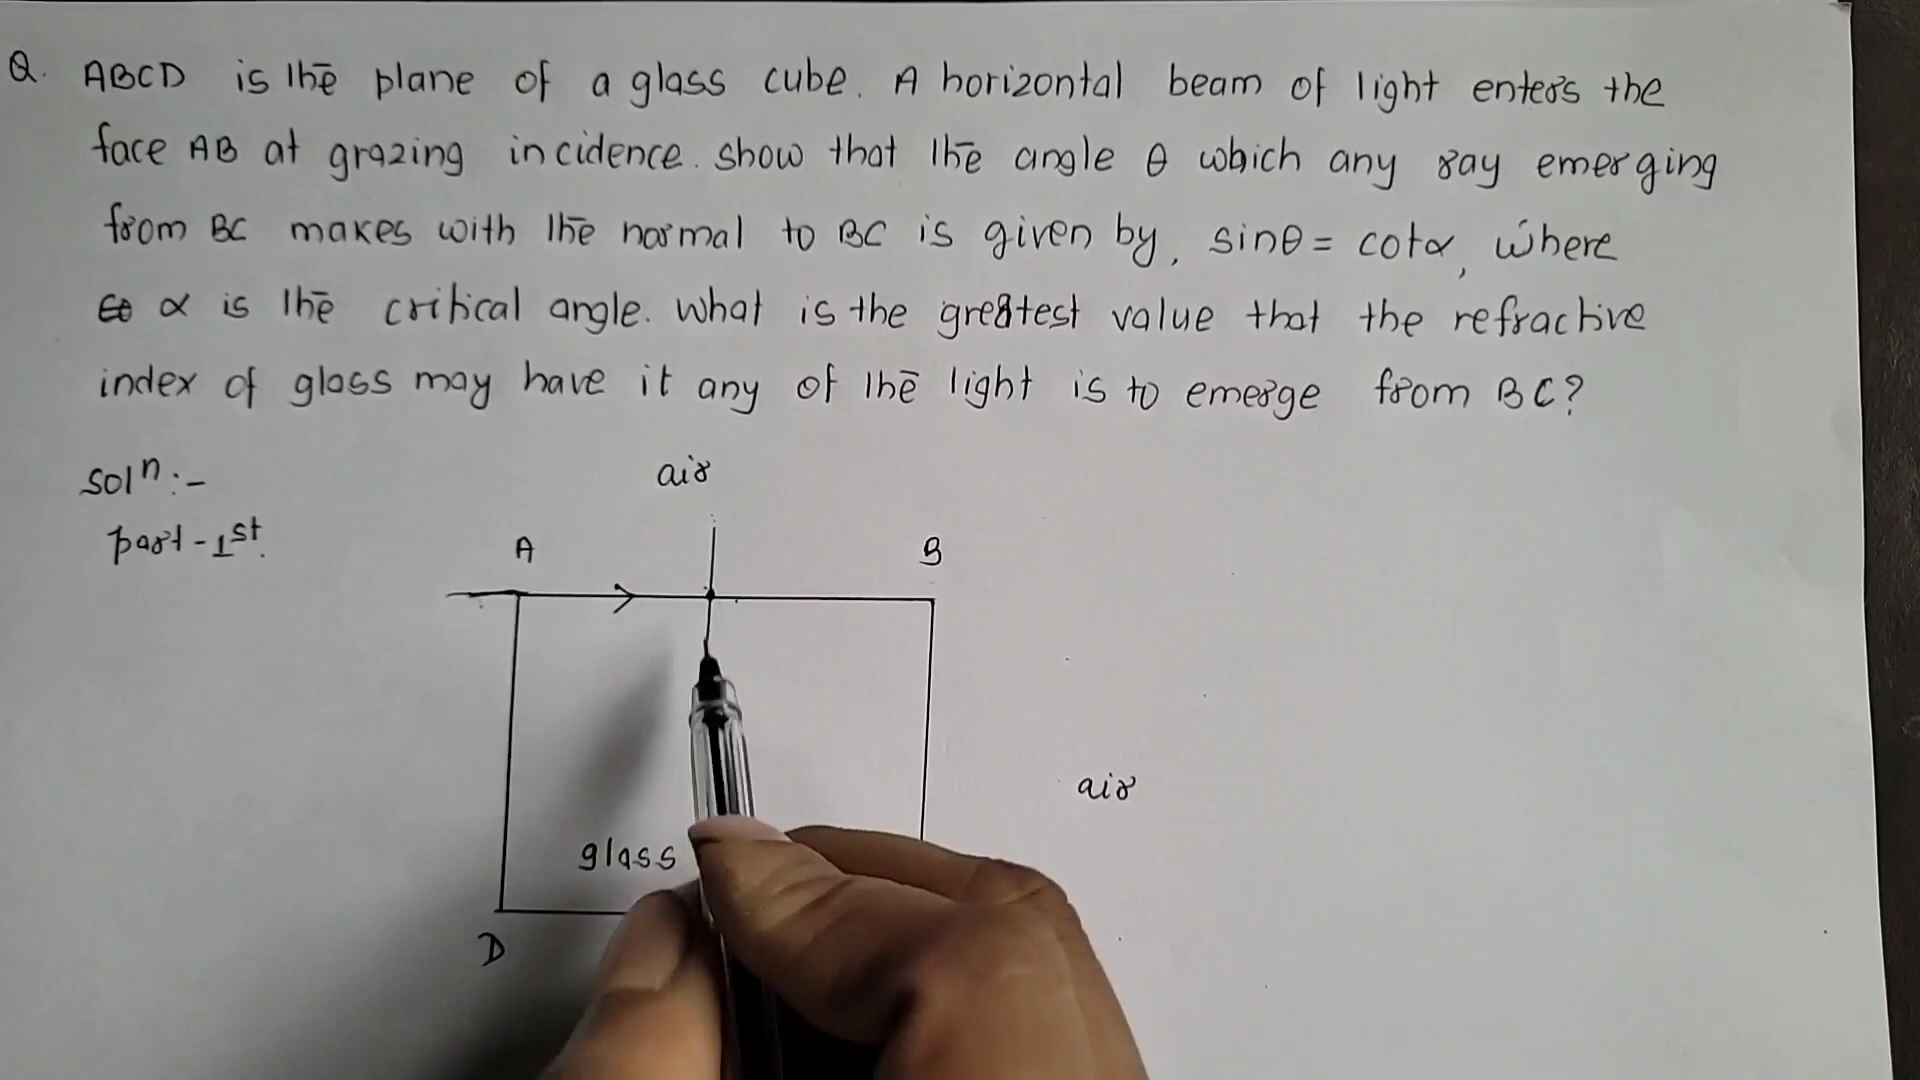 Q. ABCD is the plane of a glass cube. A horizontal beam of light enters the
face AB at grazing incidence. show that the angle θ which any ray emerging
from BC makes with the normal to BC is given by, sinθ = cotα, where
α is the critical angle. what is the greatest value that the refractive
index of glass may have it any of the light is to emerge from BC?
solⁿ:-
air
part-1st.
A
B
air
glass
D